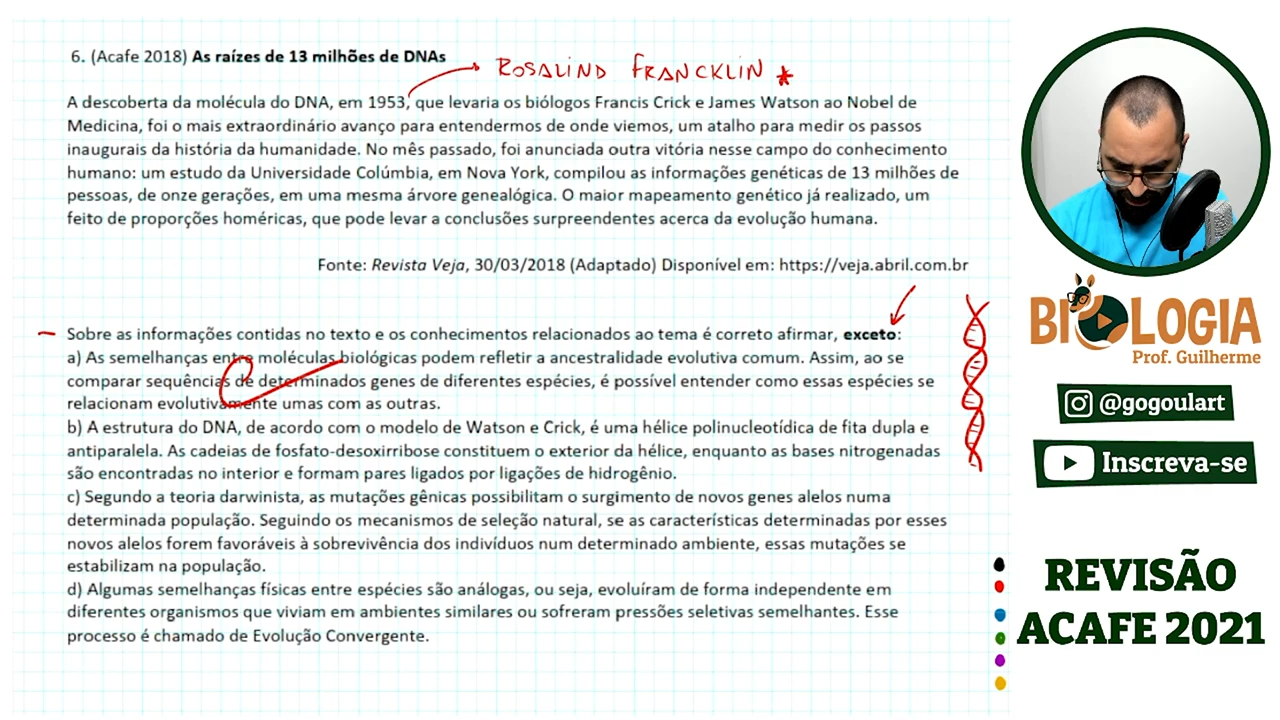 6. (Acafe 2018) As raízes de 13 milhões de DNAs
ROSALIND FRANCKLIN *
A descoberta da molécula do DNA, em 1953, que levaria os biólogos Francis Crick e James Watson ao Nobel de
Medicina, foi o mais extraordinário avanço para entendermos de onde viemos, um atalho para medir os passos
inaugurais da história da humanidade. No mês passado, foi anunciada outra vitória nesse campo do conhecimento
humano: um estudo da Universidade Colúmbia, em Nova York, compilou as informações genéticas de 13 milhões de
pessoas, de onze gerações, em uma mesma árvore genealógica. O maior mapeamento genético já realizado, um
feito de proporções homéricas, que pode levar a conclusões surpreendentes acerca da evolução humana.
Fonte: Revista Veja, 30/03/2018 (Adaptado) Disponível em: https://veja.abril.com.br
Sobre as informações contidas no texto e os conhecimentos relacionados ao tema é correto afirmar, exceto:
a) As semelhanças entre moléculas biológicas podem refletir a ancestralidade evolutiva comum. Assim, ao se
comparar sequências de determinados genes de diferentes espécies, é possível entender como essas espécies se
relacionam evolutivamente umas com as outras.
b) A estrutura do DNA, de acordo com o modelo de Watson e Crick, é uma hélice polinucleotídica de fita dupla e
antiparalela. As cadeias de fosfato-desoxirribose constituem o exterior da hélice, enquanto as bases nitrogenadas
são encontradas no interior e formam pares ligados por ligações de hidrogênio.
c) Segundo a teoria darwinista, as mutações gênicas possibilitam o surgimento de novos genes alelos numa
determinada população. Seguindo os mecanismos de seleção natural, se as características determinadas por esses
novos alelos forem favoráveis à sobrevivência dos indivíduos num determinado ambiente, essas mutações se
estabilizam na população.
d) Algumas semelhanças físicas entre espécies são análogas, ou seja, evoluíram de forma independente em
diferentes organismos que viviam em ambientes similares ou sofreram pressões seletivas semelhantes. Esse
processo é chamado de Evolução Convergente.
BIOLOGIA
Prof. Guilherme
@gogoulart
Inscreva-se
REVISÃO
ACAFE 2021